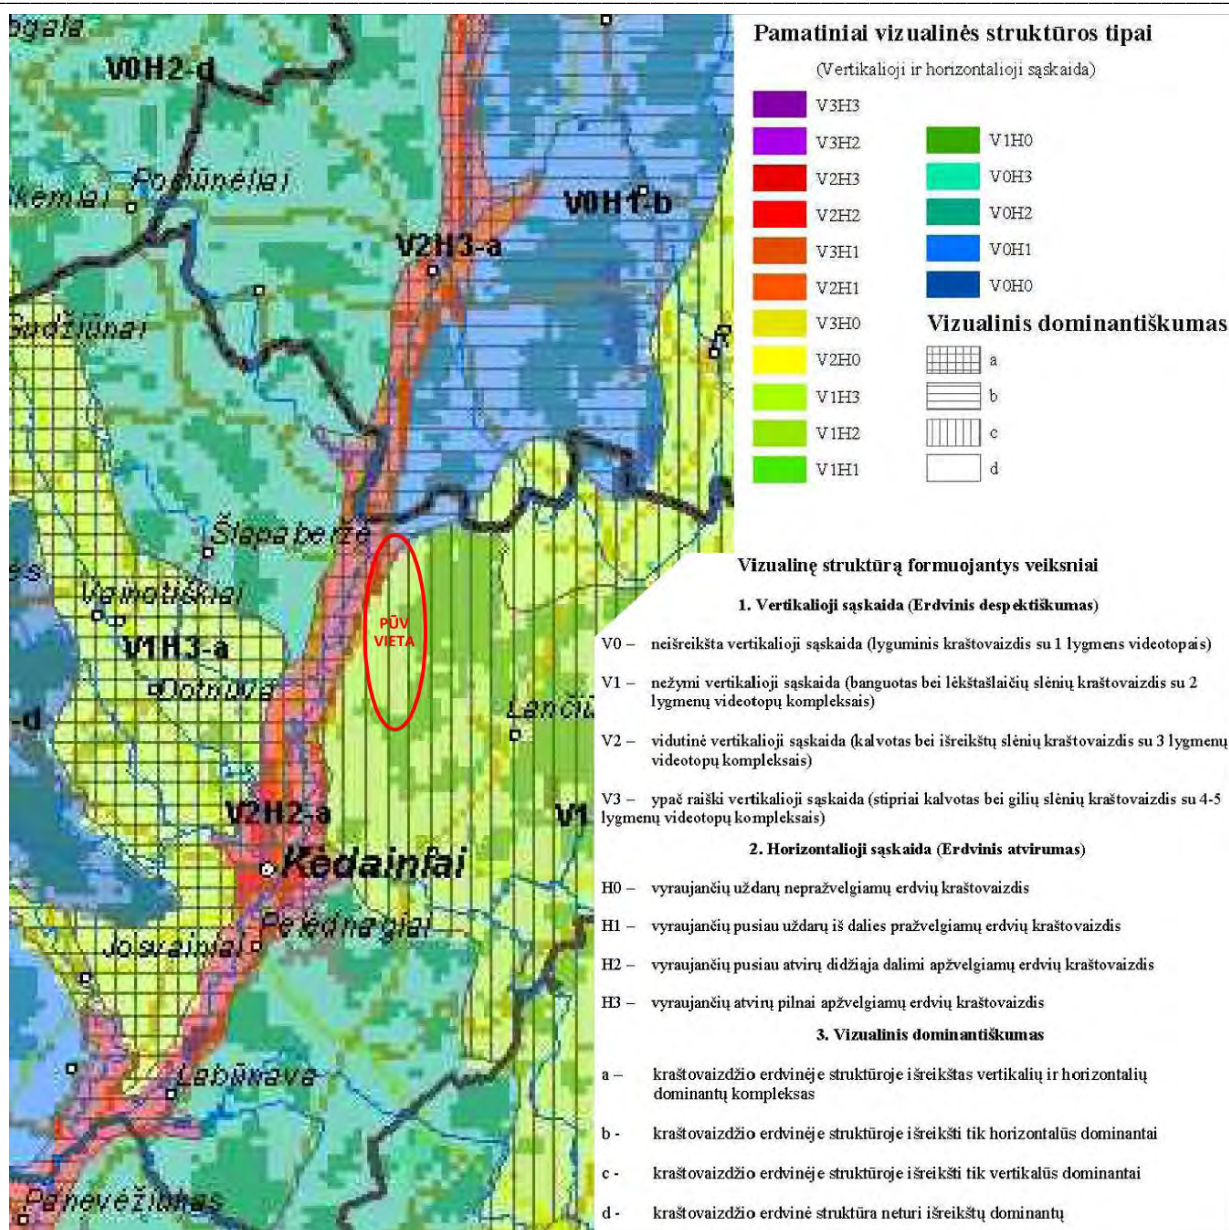 ogala
V0H2-d
Pociūnėliai
kemiai
V0H1-b
V2H3-a
Gudžiūnai
Šlapaberžė
Vainotiškiai
PŪV
VIETA
V1H3-a
Dotnuva
-d
Lančiū
V2H2-a
V1
Kėdainiai
Pelėdnagiai
Josvainiai
Labūnava
Panevėžiukas
Pamatiniai vizualinės struktūros tipai
(Vertikalioji ir horizontalioji sąskaida)
V3H3
V3H2
V2H3
V2H2
V3H1
V2H1
V3H0
V2H0
V1H3
V1H2
V1H1
V1H0
V0H3
V0H2
V0H1
V0H0
Vizualinis dominantiškumas
a
b
c
d
Vizualinę struktūrą formuojantys veiksniai
1. Vertikalioji sąskaida (Erdvinis despektiškumas)
V0 – neišreikšta vertikalioji sąskaida (lyguminis kraštovaizdis su 1 lygmens videotopais)
V1 – nežymi vertikalioji sąskaida (banguotas bei lėkštašlaičių slėnių kraštovaizdis su 2
lygmenų videotopų kompleksais)
V2 – vidutinė vertikalioji sąskaida (kalvotas bei išreikštų slėnių kraštovaizdis su 3 lygmenų
videotopų kompleksais)
V3 – ypač raiški vertikalioji sąskaida (stipriai kalvotas bei gilių slėnių kraštovaizdis su 4-5
lygmenų videotopų kompleksais)
2. Horizontalioji sąskaida (Erdvinis atvirumas)
H0 – vyraujančių uždarų nepražvelgiamų erdvių kraštovaizdis
H1 – vyraujančių pusiau uždarų iš dalies pražvelgiamų erdvių kraštovaizdis
H2 – vyraujančių pusiau atvirų didžiąja dalimi apžvelgiamų erdvių kraštovaizdis
H3 – vyraujančių atvirų pilnai apžvelgiamų erdvių kraštovaizdis
3. Vizualinis dominantiškumas
a – kraštovaizdžio erdvinėje struktūroje išreikštas vertikalių ir horizontalių
dominantų kompleksas
b - kraštovaizdžio erdvinėje struktūroje išreikšti tik horizontalūs dominantai
c - kraštovaizdžio erdvinėje struktūroje išreikšti tik vertikalūs dominantai
d - kraštovaizdžio erdvinė struktūra neturi išreikštų dominantų